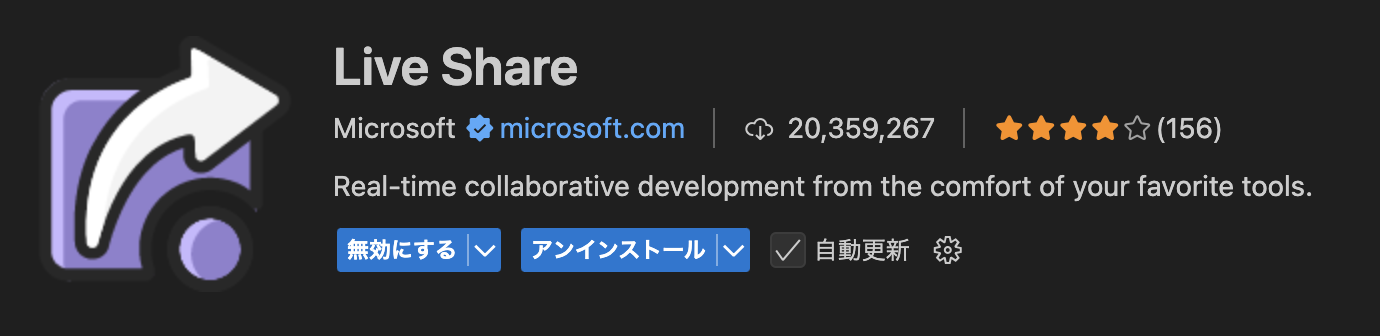 Live Share
Microsoft microsoft.com 20,359,267 (156)
Real-time collaborative development from the comfort of your favorite tools.
無効にする アンインストール 自動更新